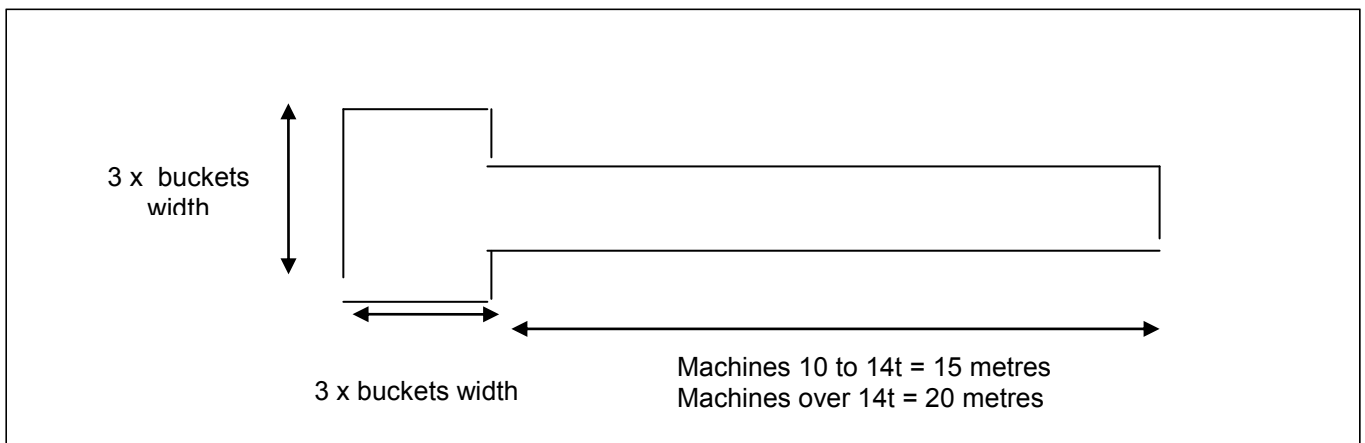 3 x buckets
width
3 x buckets width
Machines 10 to 14t = 15 metres
Machines over 14t = 20 metres